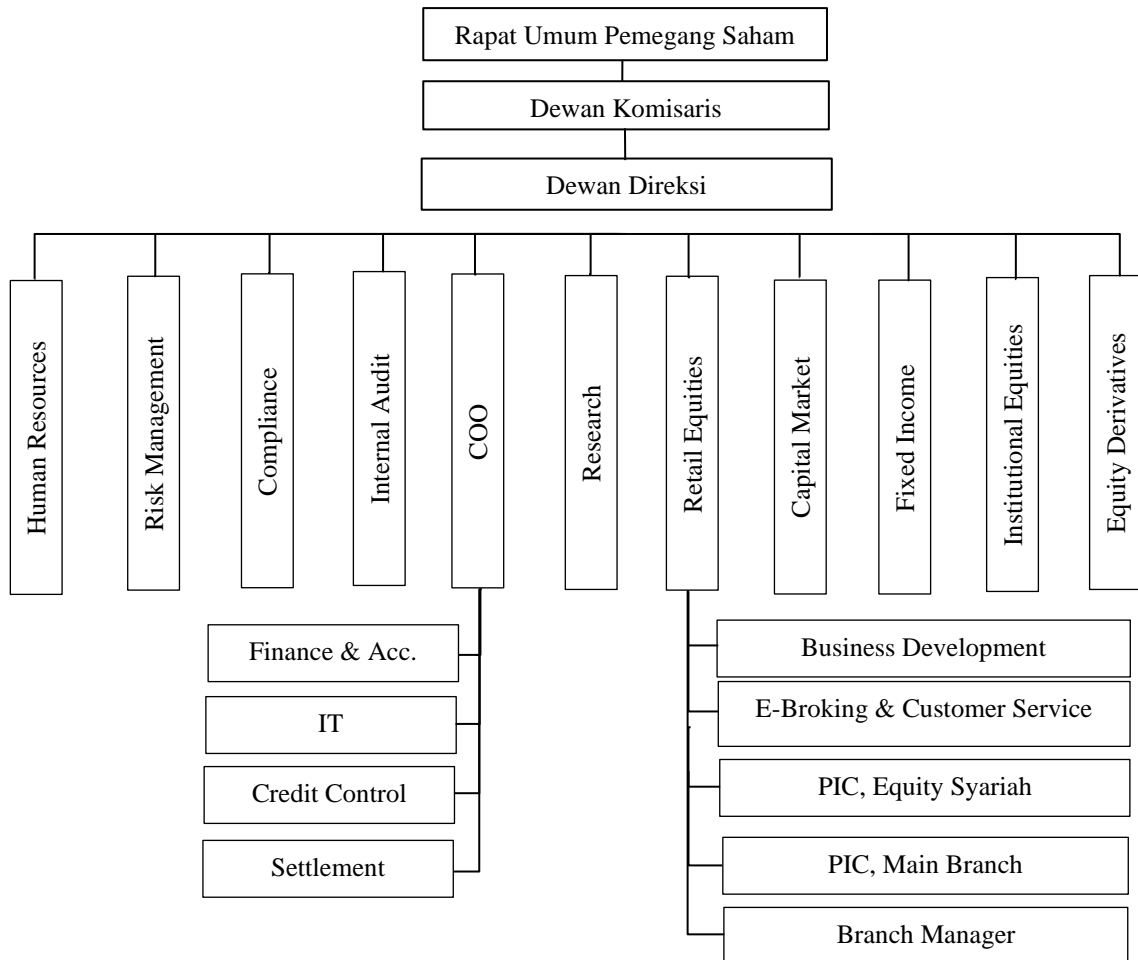 Rapat Umum Pemegang Saham
Dewan Komisaris
Dewan Direksi
Human Resources
Risk Management
Compliance
Internal Audit
COO
Research
Retail Equities
Capital Market
Fixed Income
Institutional Equities
Equity Derivatives
Finance & Acc.
IT
Credit Control
Settlement
Business Development
E-Broking & Customer Service
PIC, Equity Syariah
PIC, Main Branch
Branch Manager